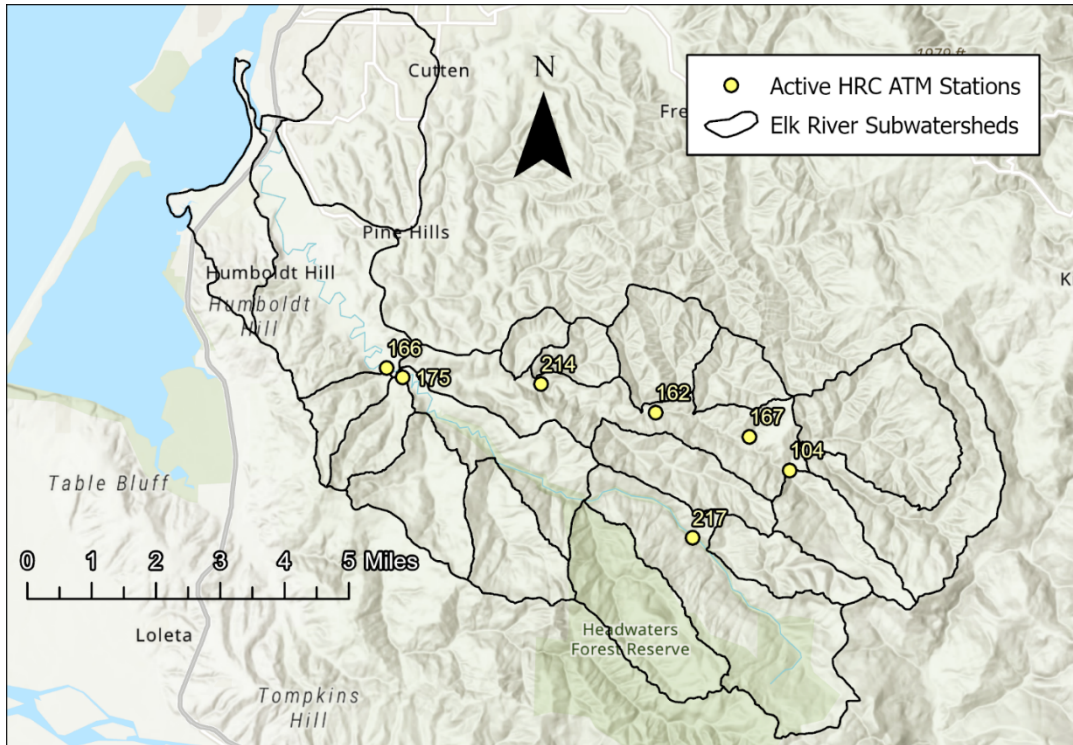 Cutten
N
1979 ft
Fre
Active HRC ATM Stations
Elk River Subwatersheds
Pine Hills
Humboldt Hill
Humboldt
Hill
K
166
175
214
162
167
104
217
Table Bluff
0 1 2 3 4 5 Miles
Loleta
Headwaters
Forest Reserve
Tompkins
Hill